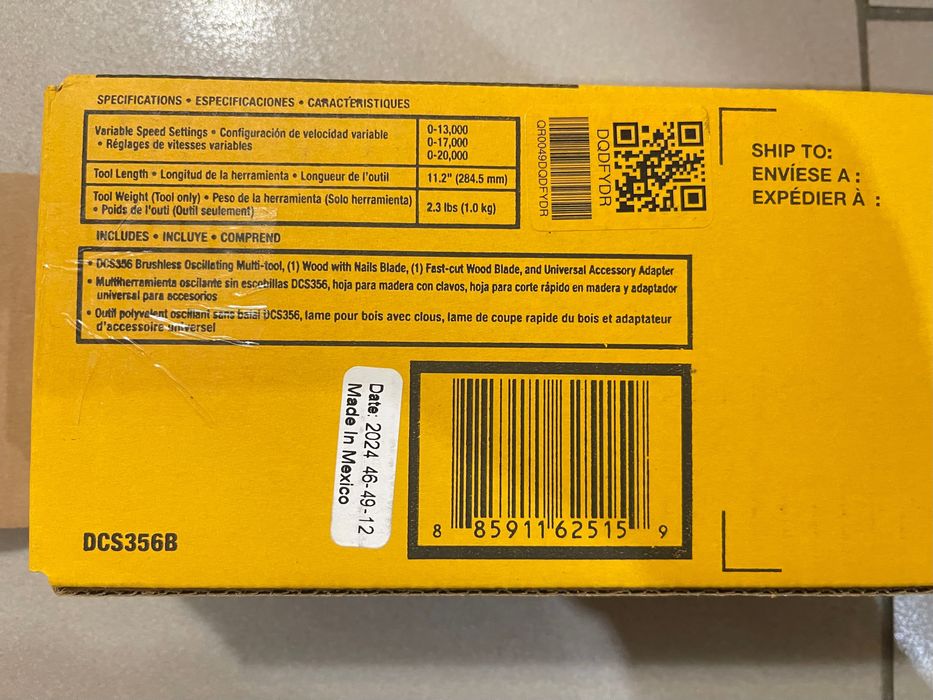 SPECIFICATIONS • ESPECIFICACIONES • CARACTÉRISTIQUES
Variable Speed Settings • Configuración de velocidad variable
• Réglages de vitesses variables
0-13,000
0-17,000
0-20,000
Tool Length • Longitud de la herramienta • Longueur de l'outil
11.2" (284.5 mm)
Tool Weight (Tool only) • Peso de la herramienta (Solo herramienta)
• Poids de l'outi (Outil seulement)
2.3 lbs (1.0 kg)
INCLUDES • INCLUYE • COMPREND
• DCS356 Brushless Oscillating Multi-tool, (1) Wood with Nails Blade, (1) Fast-cut Wood Blade, and Universal Accessory Adapter
• Multiherramienta oscilante sin escobillas DCS356, hoja para madera con clavos, hoja para corte rápido en madera y adaptador
universal para accesorios
• Outil polyvalent oscillant sans balai DCS356, lame pour bois avec clous, lame de coupe rapide du bois et adaptateur
d'accessoire universel
QR0049DQDFYDR
DQDFYDR
SHIP TO:
ENVÍESE A :
EXPÉDIER À :
Date: 2024 46-49-12
Made In Mexico
8 85911 62515 9
DCS356B